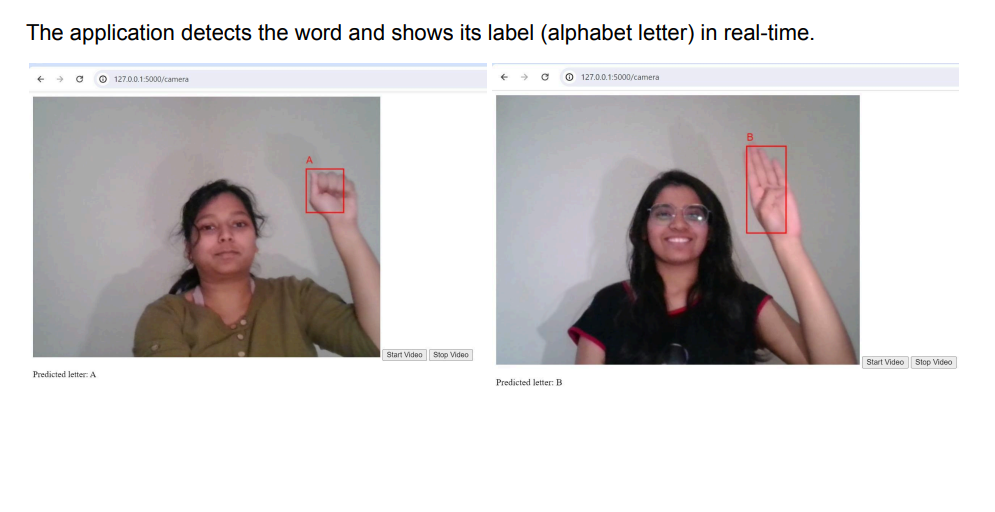 The application detects the word and shows its label (alphabet letter) in real-time.
127.0.0.1:5000/camera
A
Start Video Stop Video
Predicted letter: A
127.0.0.1:5000/camera
B
Start Video Stop Video
Predicted letter: B